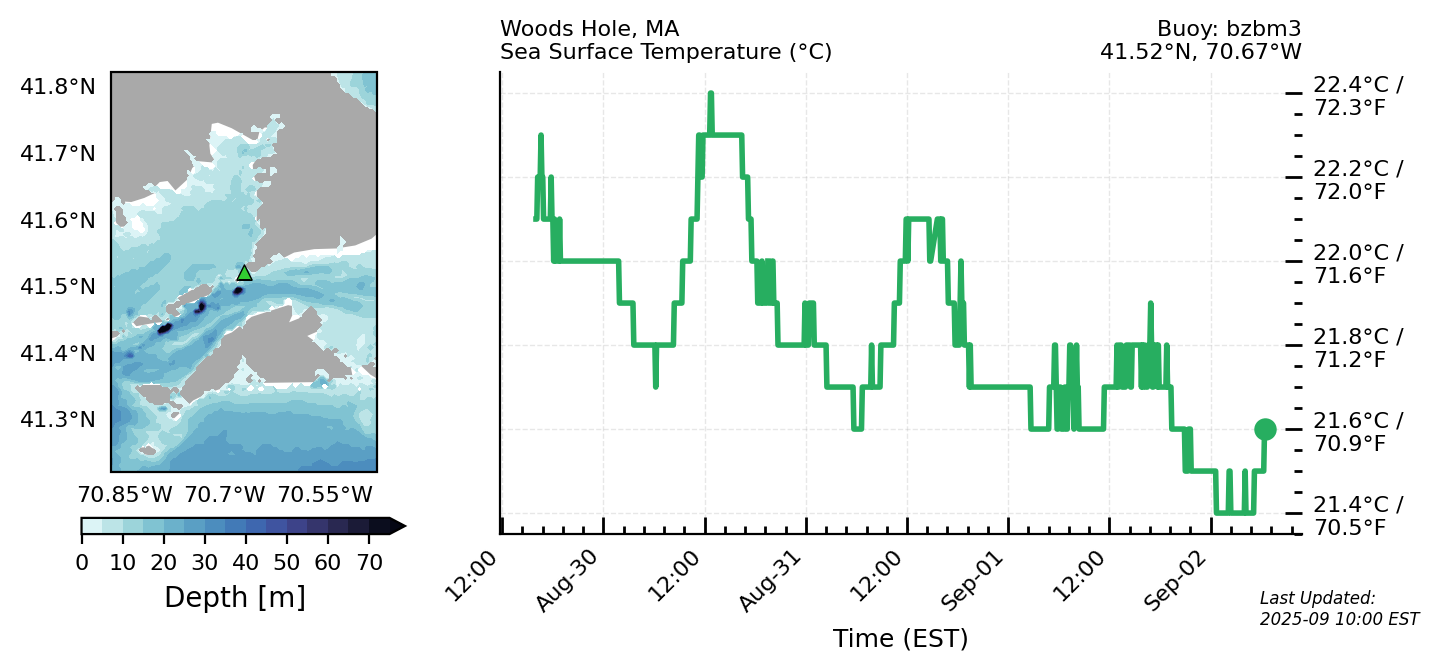 Woods Hole, MA
Sea Surface Temperature (°C)
Buoy: bzbm3
41.52°N, 70.67°W
41.8°N
41.7°N
41.6°N
41.5°N
41.4°N
41.3°N
70.85°W 70.7°W 70.55°W
0 10 20 30 40 50 60 70
Depth [m]
22.4°C /
72.3°F
22.2°C /
72.0°F
22.0°C /
71.6°F
21.8°C /
71.2°F
21.6°C /
70.9°F
21.4°C /
70.5°F
12:00 Aug-30 12:00 Aug-31 12:00 Sep-01 12:00 Sep-02
Time (EST)
Last Updated:
2025-09 10:00 EST